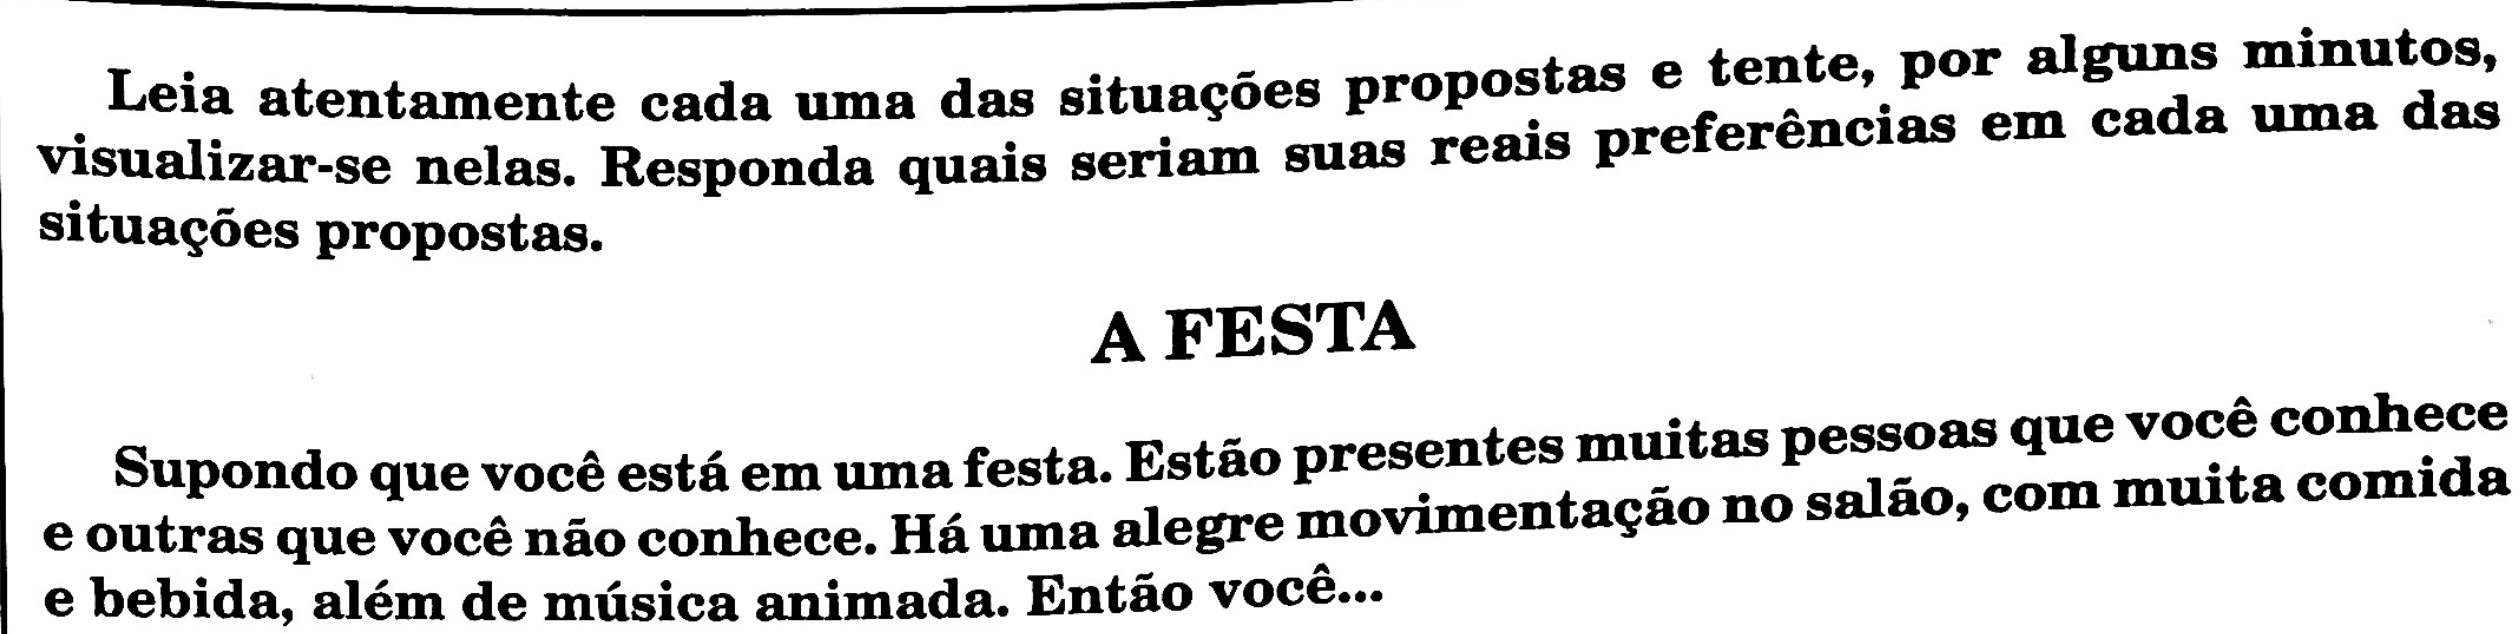 Leia atentamente cada uma das situações propostas e tente, por alguns minutos,
visualizar-se nelas. Responda quais seriam suas reais preferências em cada uma das
situações propostas.
A FESTA
Supondo que você está em uma festa. Estão presentes muitas pessoas que você conhece
e outras que você não conhece. Há uma alegre movimentação no salão, com muita comida
e bebida, além de música animada. Então você...